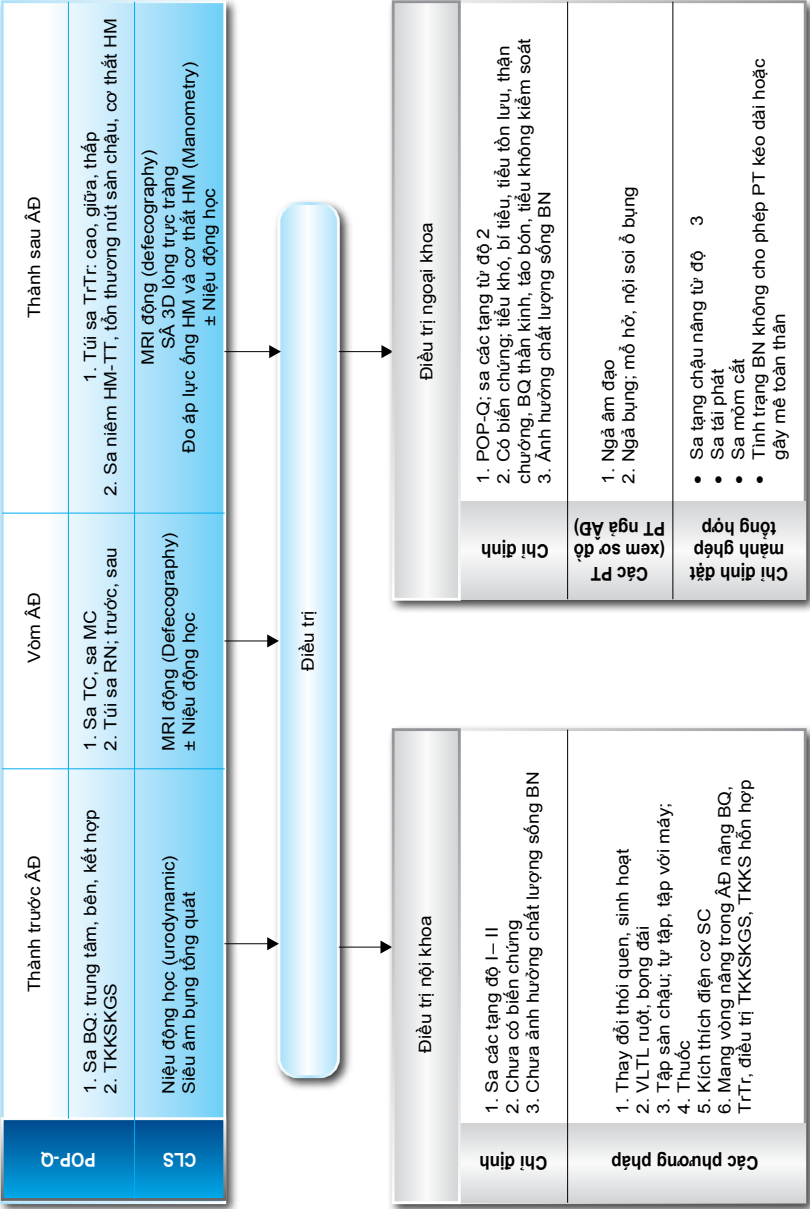 Thành trước ÂĐ
Vòm ÂĐ
Thành sau ÂĐ
POP-Q
1. Sa BQ: trung tâm, bên, kết hợp
2. TKKSKGS
1. Sa TC, sa MC
2. Túi sa RN; trước, sau
1. Túi sa TrTr: cao, giữa, thấp
2. Sa niêm HM-TT, tổn thương nút sàn chậu, cơ thắt HM
CLS
Niệu động học (urodynamic)
Siêu âm bụng tổng quát
MRI động (Defecography)
± Niệu động học
MRI động (defecography)
SÂ 3D lòng trực tràng
Đo áp lực ống HM và cơ thắt HM (Manometry)
± Niệu động học
Điều trị
Điều trị nội khoa
Chỉ định
1. Sa các tạng độ I – II
2. Chưa có biến chứng
3. Chưa ảnh hưởng chất lượng sống BN
Các phương pháp
1. Thay đổi thói quen, sinh hoạt
2. VLTL ruột, bọng đái
3. Tập sàn chậu; tự tập, tập với máy;
4. Thuốc
5. Kích thích điện cơ SC
6. Mang vòng nâng trong ÂĐ nâng BQ,
TrTr, điều trị TKKSKGS, TKKS hỗn hợp
Điều trị ngoại khoa
Chỉ định
1. POP-Q; sa các tạng từ độ 2
2. Có biến chứng; tiểu khó, bí tiểu, tiểu tồn lưu, thận
chướng, BQ thần kinh, táo bón, tiểu không kiểm soát
3. Ảnh hưởng chất lượng sống BN
Các PT
(xem sơ đồ
PT ngả ÂĐ)
1. Ngả âm đạo
2. Ngả bụng; mổ hở, nội soi ổ bụng
Chỉ định đặt
mảnh ghép
tổng hợp
• Sa tạng chậu nặng từ độ 3
• Sa tái phát
• Sa mỏm cắt
• Tình trạng BN không cho phép PT kéo dài hoặc
gây mê toàn thân